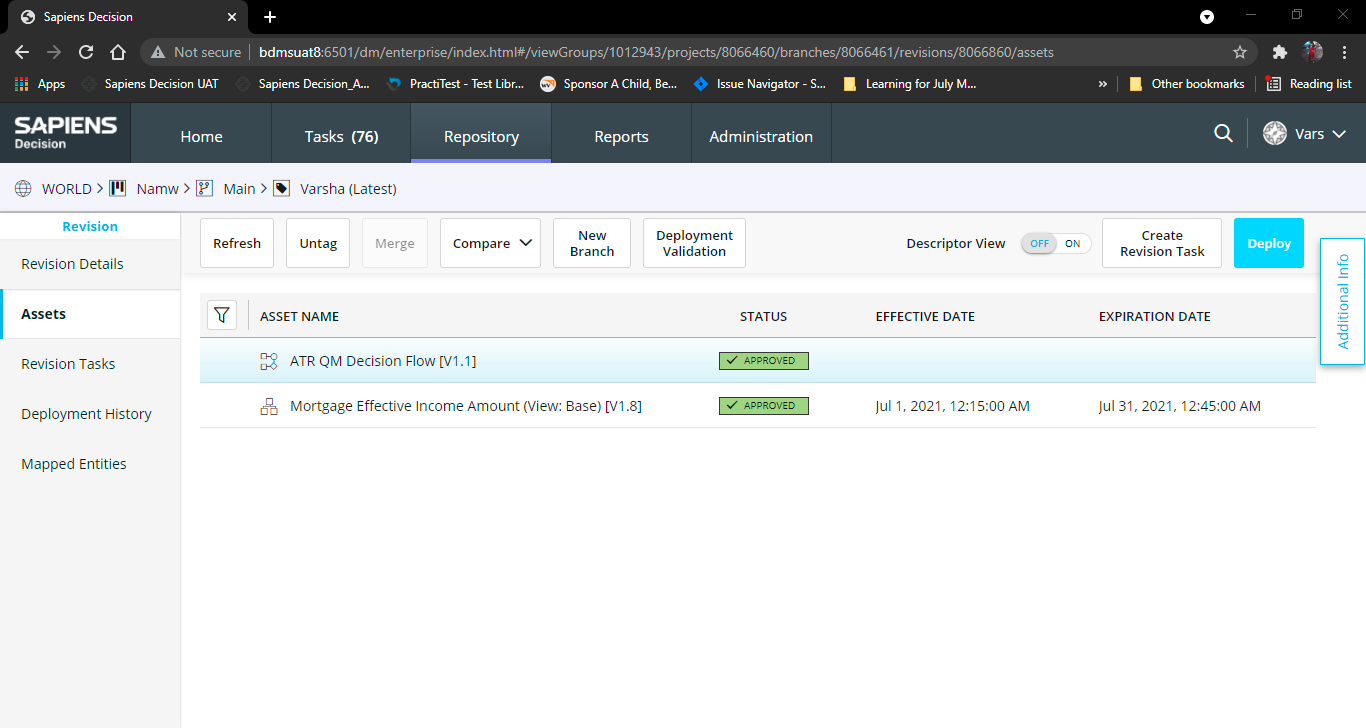 Sapiens Decision
Not secure bdmsuat8:6501/dm/enterprise/index.html#/viewGroups/1012943/projects/8066460/branches/8066461/revisions/8066860/assets
Apps Sapiens Decision UAT Sapiens Decision_A... PractiTest - Test Libr... Sponsor A Child, Be... Issue Navigator - S... Learning for July M... » Other bookmarks Reading list
SAPIENS
Decision
Home Tasks (76) Repository Reports Administration Vars
WORLD > Namw > Main > Varsha (Latest)
Revision
Revision Details
Assets
Revision Tasks
Deployment History
Mapped Entities
Refresh Untag Merge Compare
New
Branch
Deployment
Validation
Descriptor View OFF ON
Create
Revision Task
Deploy
Additional Info
ASSET NAME STATUS EFFECTIVE DATE EXPIRATION DATE
ATR QM Decision Flow [V1.1] APPROVED
Mortgage Effective Income Amount (View: Base) [V1.8] APPROVED Jul 1, 2021, 12:15:00 AM Jul 31, 2021, 12:45:00 AM